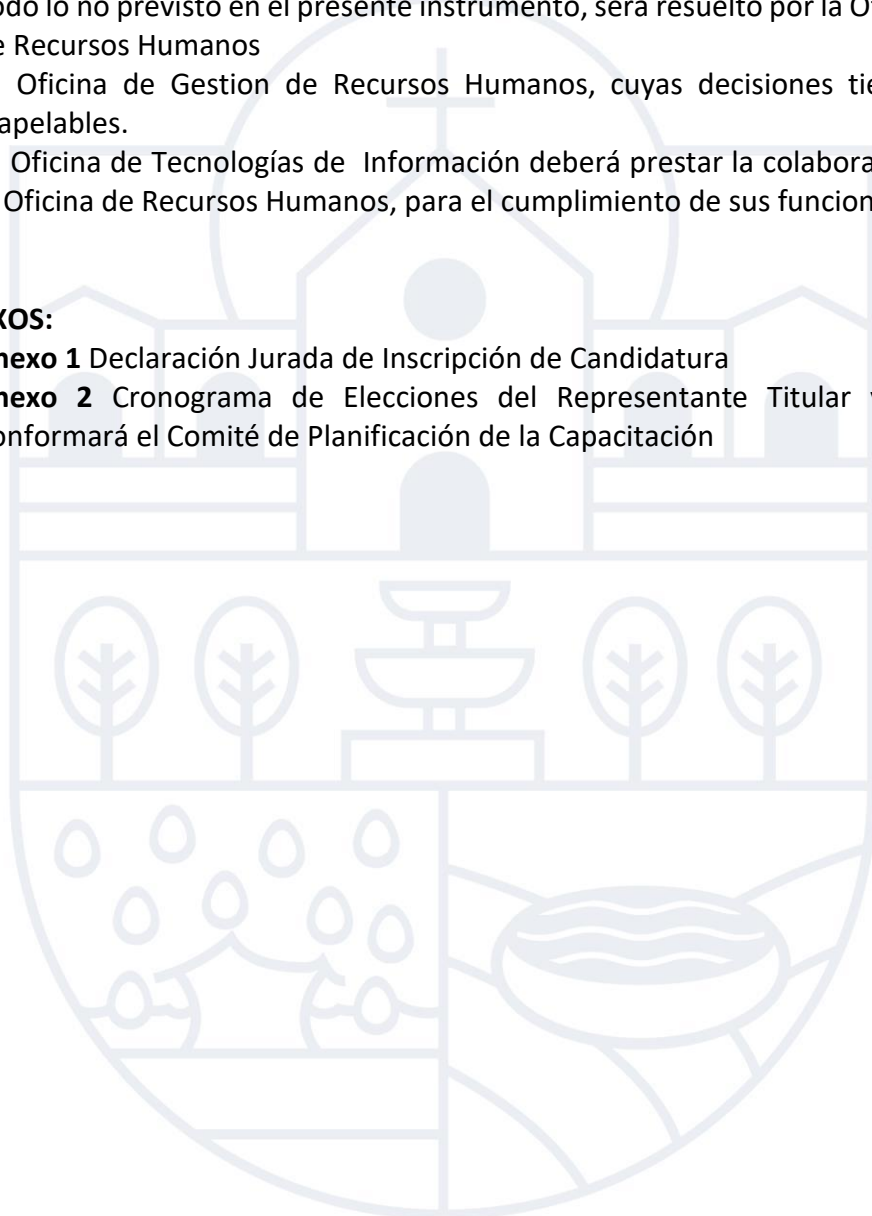 odo lo no previsto en el presente instrumento, será resuelto por la O
e Recursos Humanos
Oficina de Gestion de Recursos Humanos, cuyas decisiones tie
apelables.
Oficina de Tecnologías de Información deberá prestar la colabora
Oficina de Recursos Humanos, para el cumplimiento de sus funcion
XOS:
nexo 1 Declaración Jurada de Inscripción de Candidatura
nexo 2 Cronograma de Elecciones del Representante Titular y
onformará el Comité de Planificación de la Capacitación